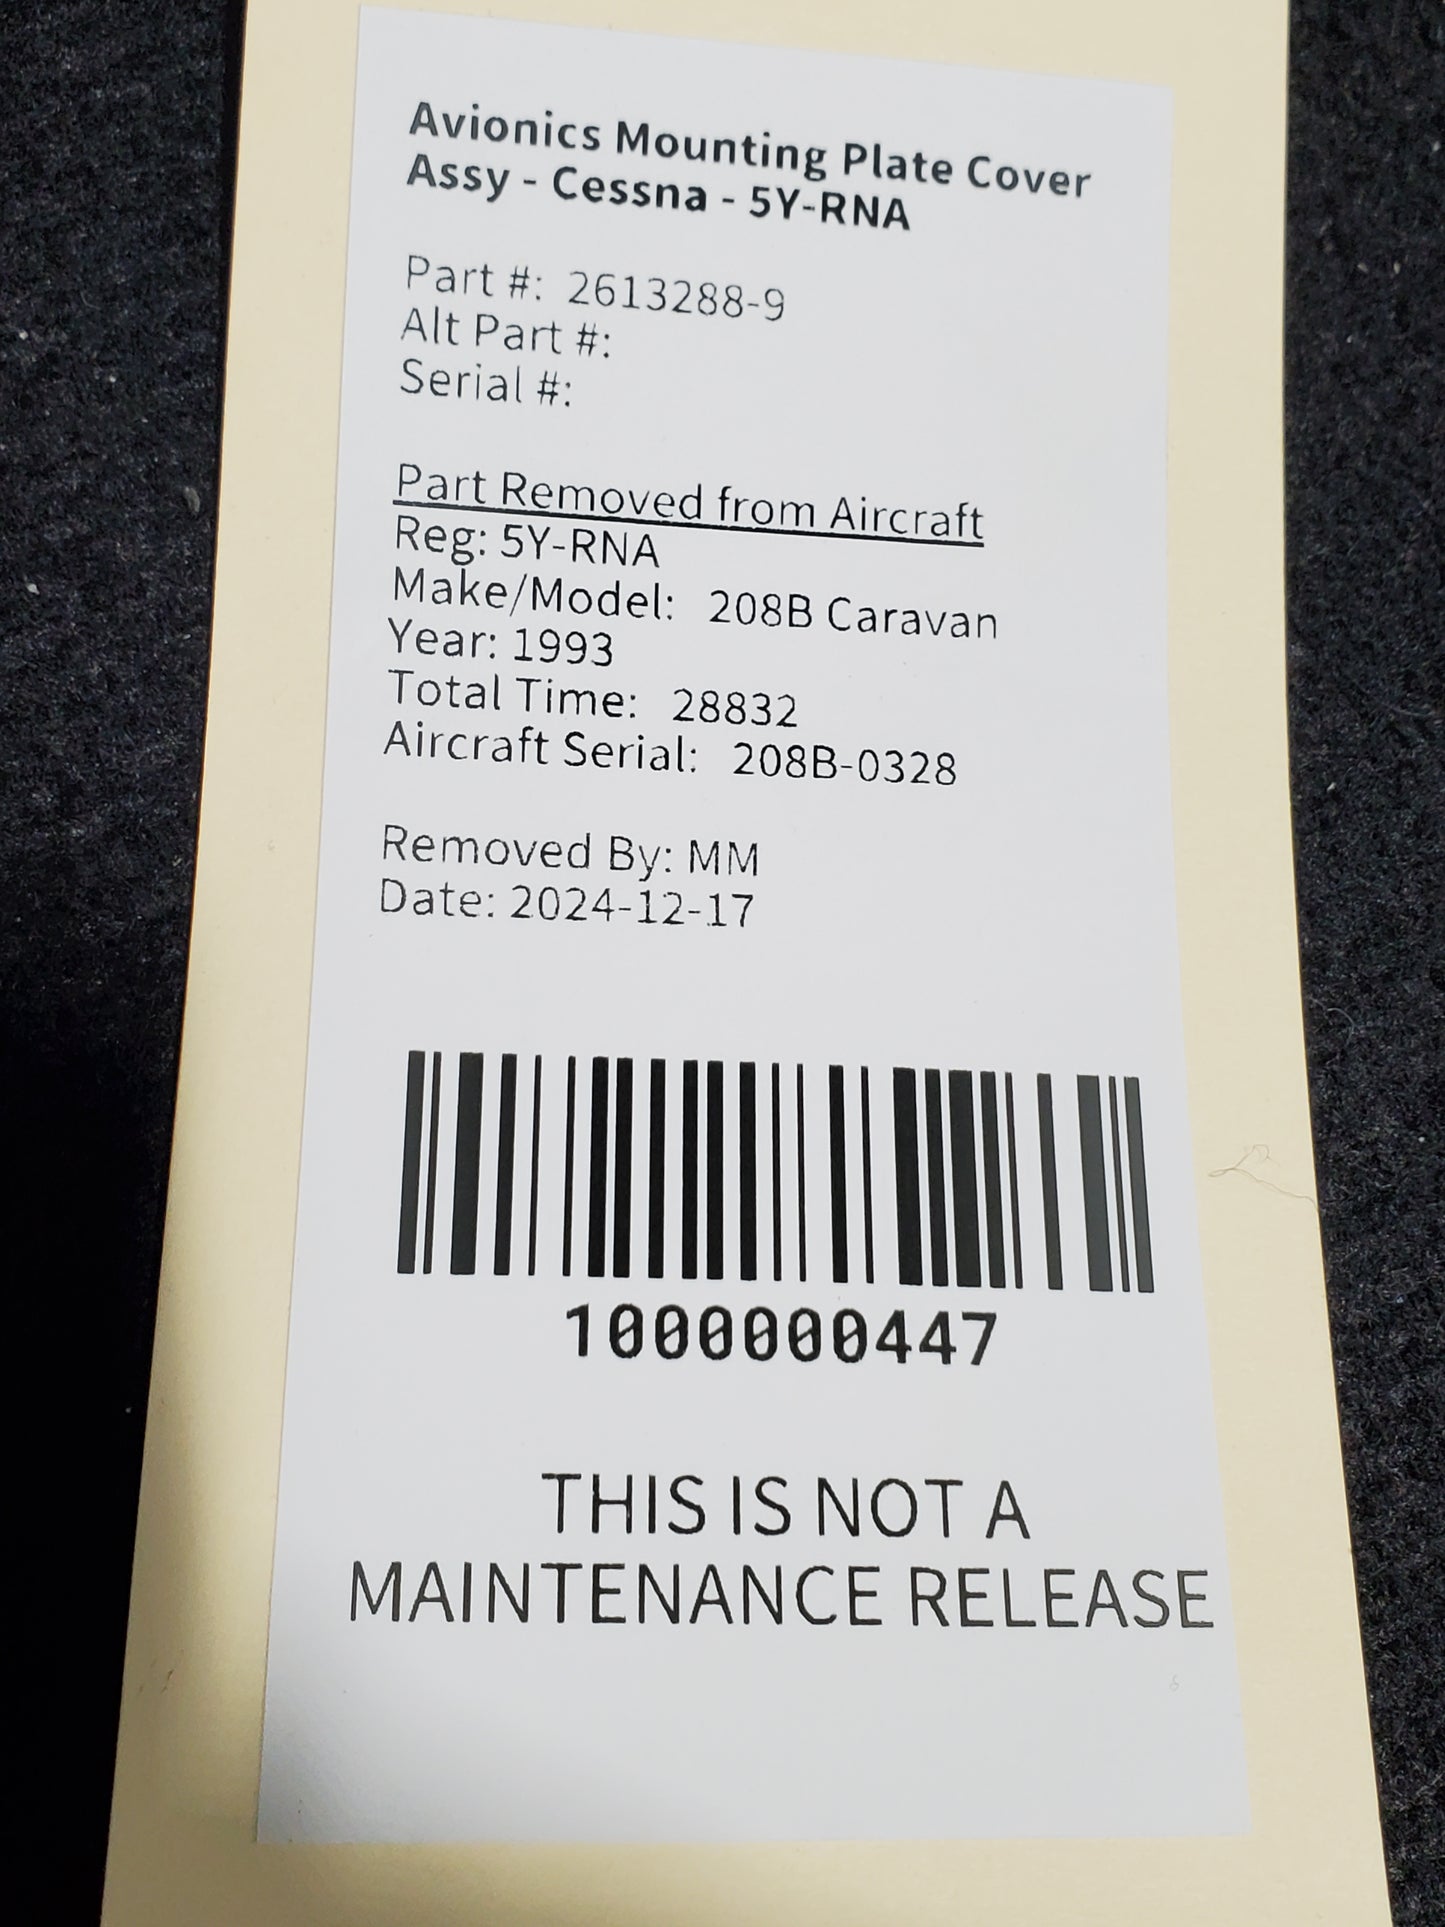 Avionics Mounting Plate Cover
Assy - Cessna - 5Y-RNA
Part #: 2613288-9
Alt Part #:
Serial #:
Part Removed from Aircraft
Reg: 5Y-RNA
Make/Model: 208B Caravan
Year: 1993
Total Time: 28832
Aircraft Serial: 208B-0328
Removed By: MM
Date: 2024-12-17
1000000447
THIS IS NOT A
MAINTENANCE RELEASE